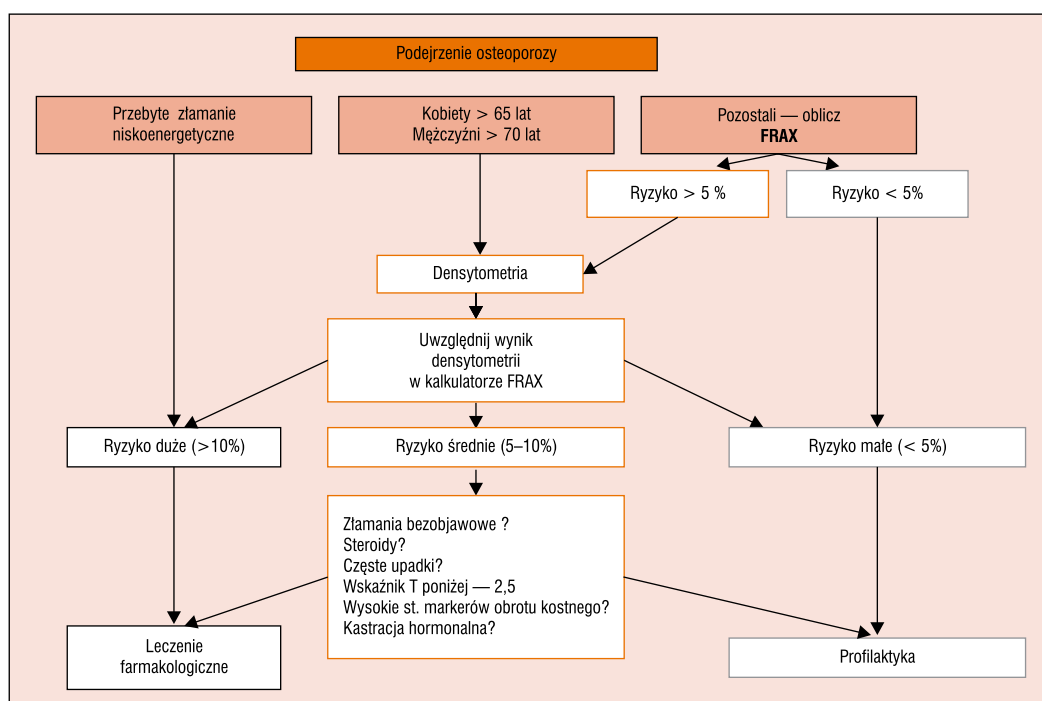 Podejrzenie osteoporozy
Przebyte złamanie
niskoenergetyczne
Kobiety > 65 lat
Mężczyźni > 70 lat
Pozostali — oblicz
FRAX
Ryzyko > 5 %
Ryzyko < 5%
Densytometria
Uwzględnij wynik
densytometrii
w kalkulatorze FRAX
Ryzyko duże (>10%)
Ryzyko średnie (5–10%)
Ryzyko małe (< 5%)
Złamania bezobjawowe ?
Steroidy?
Częste upadki?
Wskaźnik T poniżej — 2,5
Wysokie st. markerów obrotu kostnego?
Kastracja hormonalna?
Leczenie
farmakologiczne
Profilaktyka